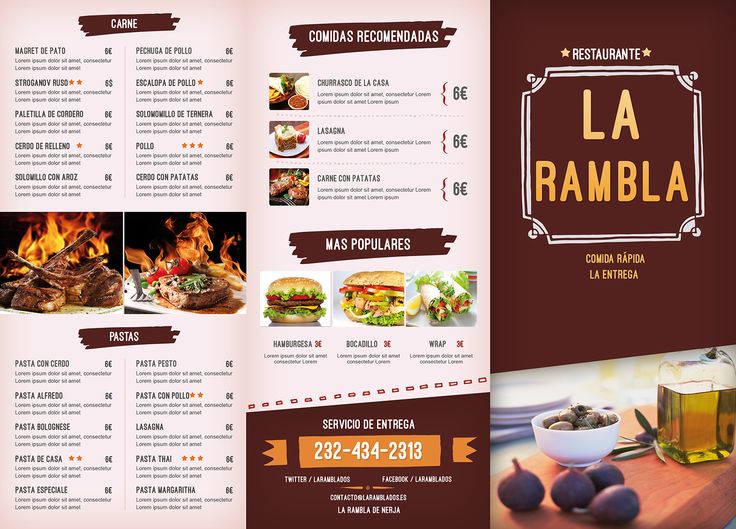 CARNE
MAGRET DE PATO 6€
Lorem ipsum dolor sit amet, consectetur
Lorem ipsum dolor sit amet
STROGANOV RUSO 6$
Lorem ipsum dolor sit amet, consectetur
Lorem ipsum dolor sit amet
PALETILLA DE CORDERO 6€
Lorem ipsum dolor sit amet, consectetur
Lorem ipsum dolor sit amet
CERDO DE RELLENO 6€
Lorem ipsum dolor sit amet, consectetur
Lorem ipsum dolor sit amet
SOLOMILLO CON AROZ 6€
Lorem ipsum dolor sit amet, consectetur
Lorem ipsum dolor sit amet
PECHUGA DE POLLO 6€
Lorem ipsum dolor sit amet, consectetur
Lorem ipsum dolor sit amet
ESCALOPA DE POLLO 6€
Lorem ipsum dolor sit amet, consectetur
Lorem ipsum dolor sit amet
SOLOMOMILLO DE TERNERA 6€
Lorem ipsum dolor sit amet, consectetur
Lorem ipsum dolor sit amet
POLLO 6€
Lorem ipsum dolor sit amet, consectetur
Lorem ipsum dolor sit amet
CERDO CON PATATAS 6€
Lorem ipsum dolor sit amet, consectetur
Lorem ipsum dolor sit amet
PASTAS
PASTA CON CERDO 6€
Lorem ipsum dolor sit amet, consectetur
Lorem ipsum dolor sit amet
PASTA ALFREDO 6€
Lorem ipsum dolor sit amet, consectetur
Lorem ipsum dolor sit amet
PASTA BOLOGNESE 6€
Lorem ipsum dolor sit amet, consectetur
Lorem ipsum dolor sit amet
PASTA DE CASA 6€
Lorem ipsum dolor sit amet, consectetur
Lorem ipsum dolor sit amet
PASTA ESPECIALE 6€
Lorem ipsum dolor sit amet, consectetur
Lorem ipsum dolor sit amet
PASTA PESTO 6€
Lorem ipsum dolor sit amet, consectetur
Lorem ipsum dolor sit amet
PASTA CON POLLO 6€
Lorem ipsum dolor sit amet, consectetur
Lorem ipsum dolor sit amet
LASAGNA 6€
Lorem ipsum dolor sit amet, consectetur
Lorem ipsum dolor sit amet
PASTA THAI 6€
Lorem ipsum dolor sit amet, consectetur
Lorem ipsum dolor sit amet
PASTA MARGARITHA 6€
Lorem ipsum dolor sit amet, consectetur
Lorem ipsum dolor sit amet
COMIDAS RECOMENDADAS
CHURRASCO DE LA CASA
Lorem ipsum dolor sit amet, consectetur Lorem
ipsum dolor sit amet
6€
LASAGNA
Lorem ipsum dolor sit amet, consectetur Lorem
ipsum dolor sit amet
6€
CARNE CON PATATAS
Lorem ipsum dolor sit amet, consectetur Lorem
ipsum dolor sit amet
6€
MAS POPULARES
HAMBURGESA 3€
Lorem ipsum dolor sit amet
consectetur Lorem
BOCADILLO 3€
Lorem ipsum dolor sit amet
consectetur Lorem
WRAP 3€
Lorem ipsum dolor sit amet
consectetur Lorem
SERVICIO DE ENTREGA
232-434-2313
TWITTER / LARAMBLADOS FACEBOOK / LARAMBLADOS
CONTACTO@LARAMBLADOS.ES
LA RAMBLA DE NERJA
RESTAURANTE
LA
RAMBLA
COMIDA RÁPIDA
LA ENTREGA